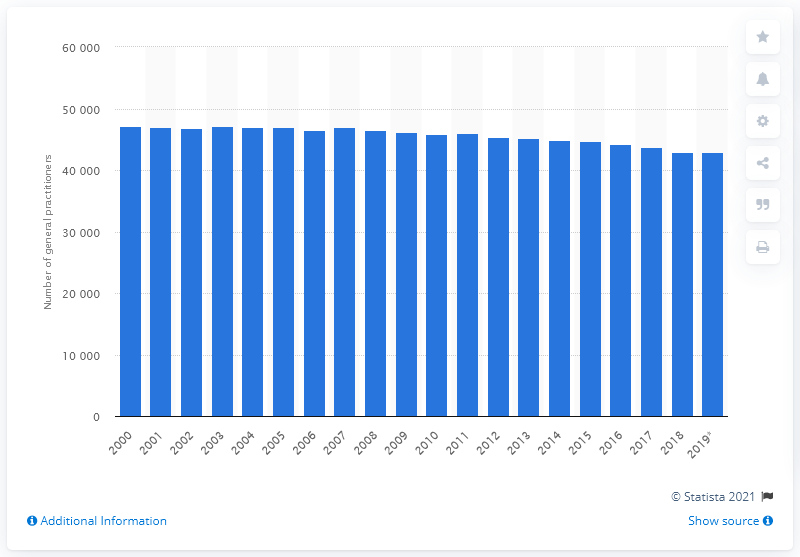 60 000
50 000
40 000
30 000
20 000
10 000
0
Number of general practitioners
2000 2001 2002 2003 2004 2005 2006 2007 2008 2009 2010 2011 2012 2013 2014 2015 2016 2017 2018 2019*
© Statista 2021
Additional Information
Show source